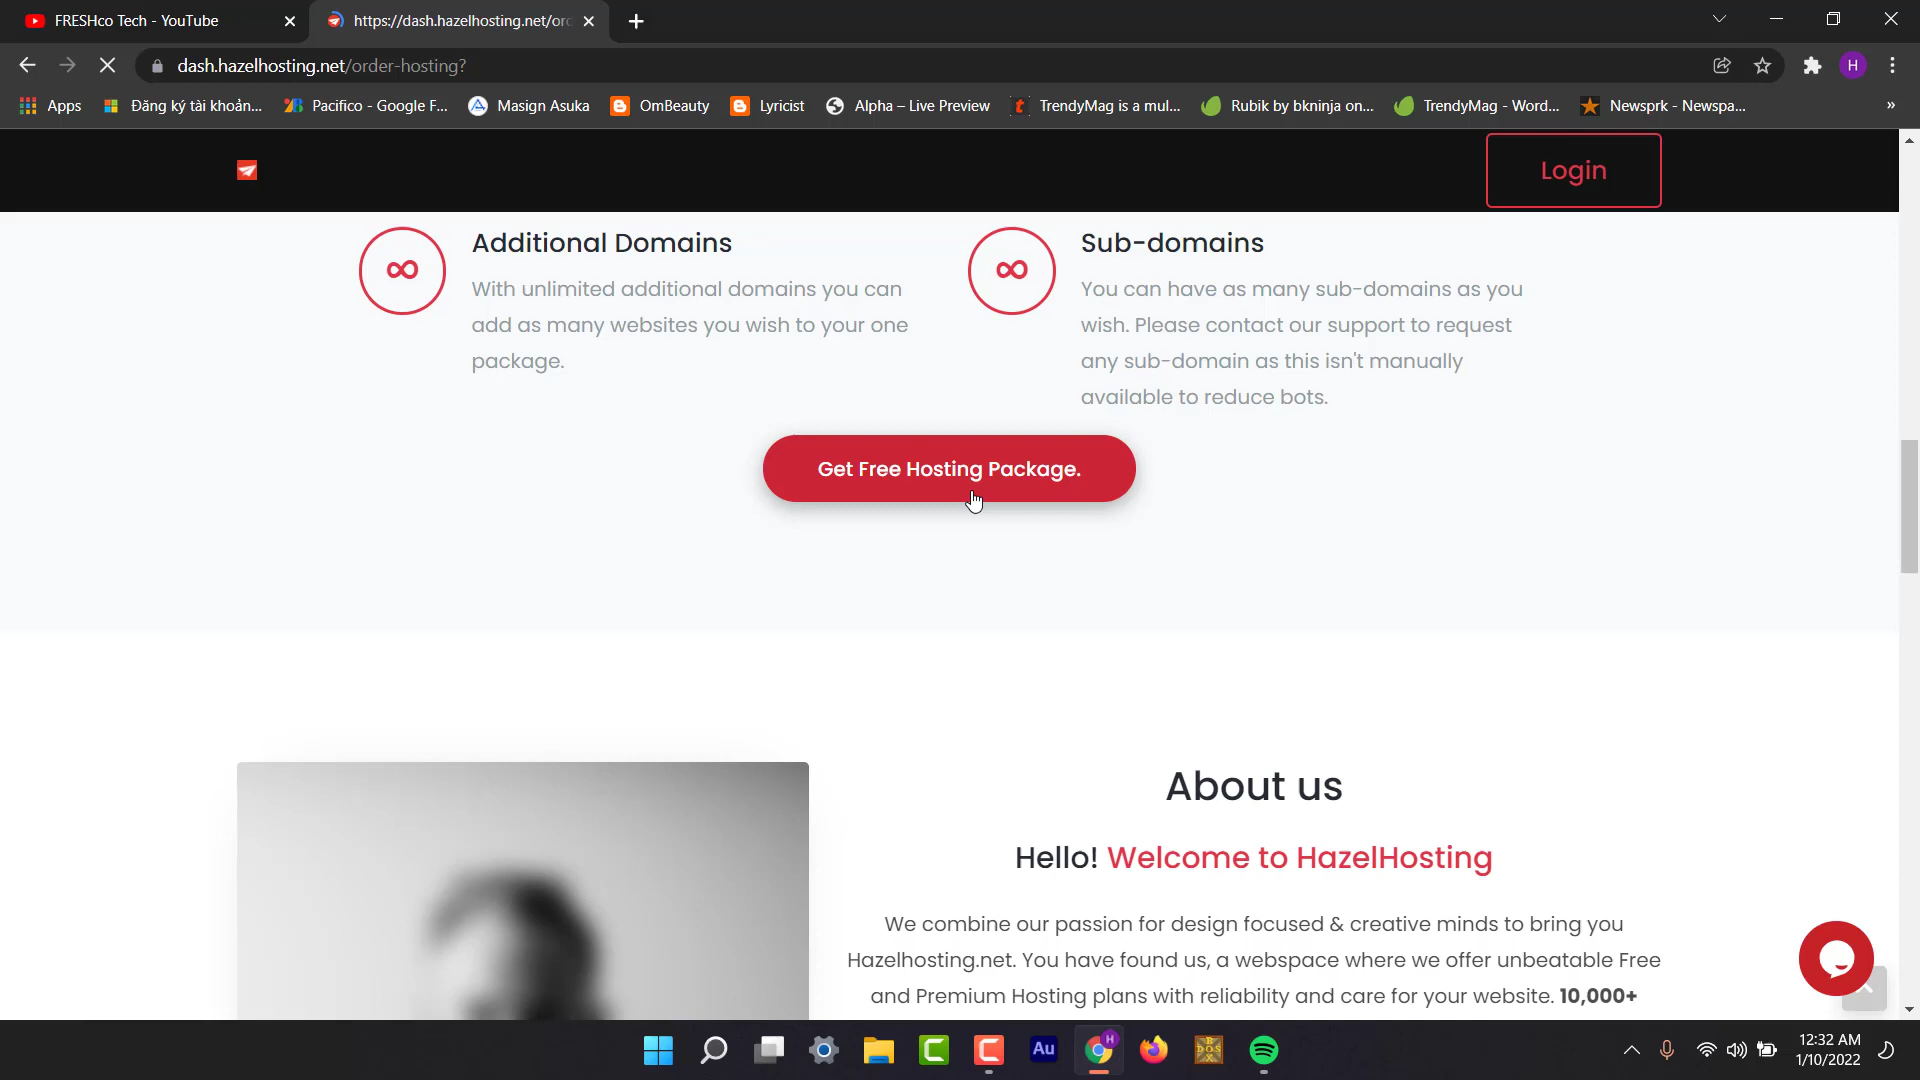 FRESHco Tech - YouTube
https://dash.hazelhosting.net/ord
dash.hazelhosting.net/order-hosting?
H
Apps
Đăng ký tài khoản...
Pacifico - Google F...
Masign Asuka
OmBeauty
Lyricist
Alpha – Live Preview
TrendyMag is a mul...
Rubik by bkninja on...
TrendyMag - Word...
Newsprk - Newspa...
»
Login
Additional Domains
With unlimited additional domains you can
add as many websites you wish to your one
package.
Sub-domains
You can have as many sub-domains as you
wish. Please contact our support to request
any sub-domain as this isn't manually
available to reduce bots.
Get Free Hosting Package.
About us
Hello! Welcome to HazelHosting
We combine our passion for design focused & creative minds to bring you
Hazelhosting.net. You have found us, a webspace where we offer unbeatable Free
and Premium Hosting plans with reliability and care for your website. 10,000+
Au
H
12:32 AM
1/10/2022